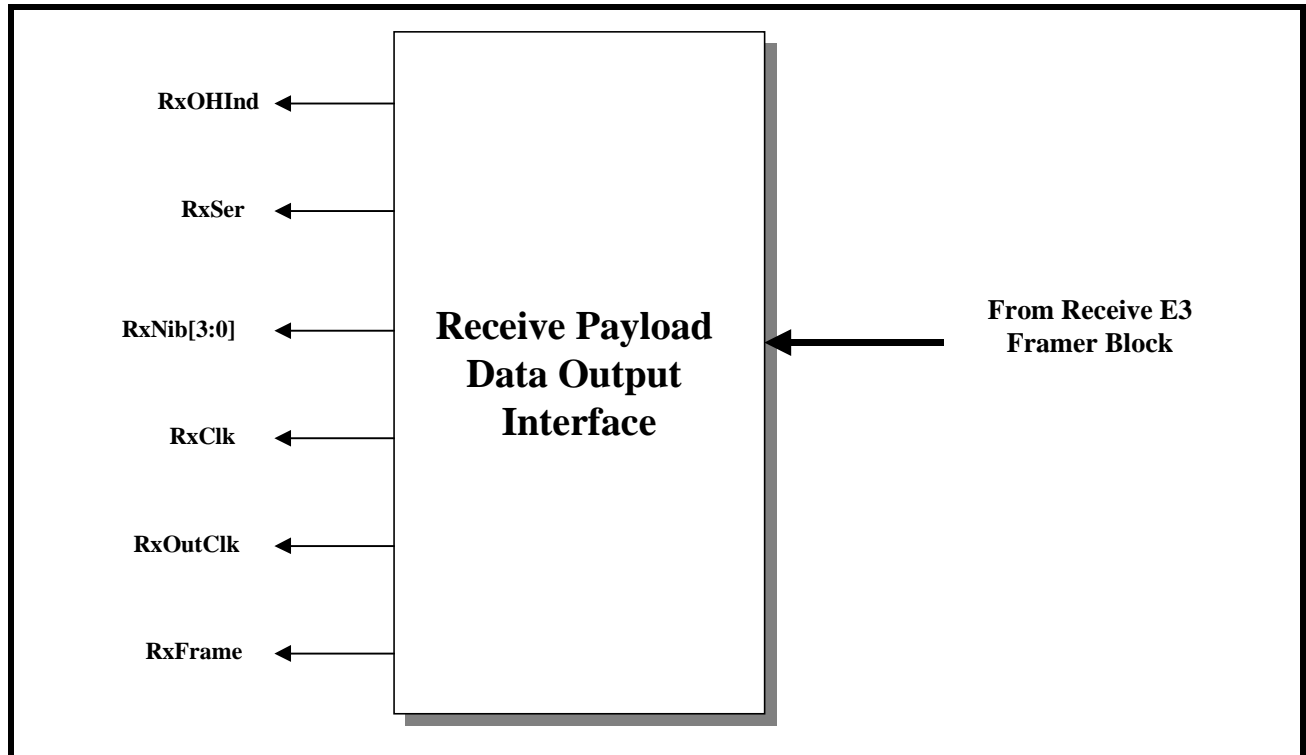 RxOHInd
RxSer
RxNib[3:0]
RxClk
RxOutClk
RxFrame
Receive Payload
Data Output
Interface
From Receive E3
Framer Block